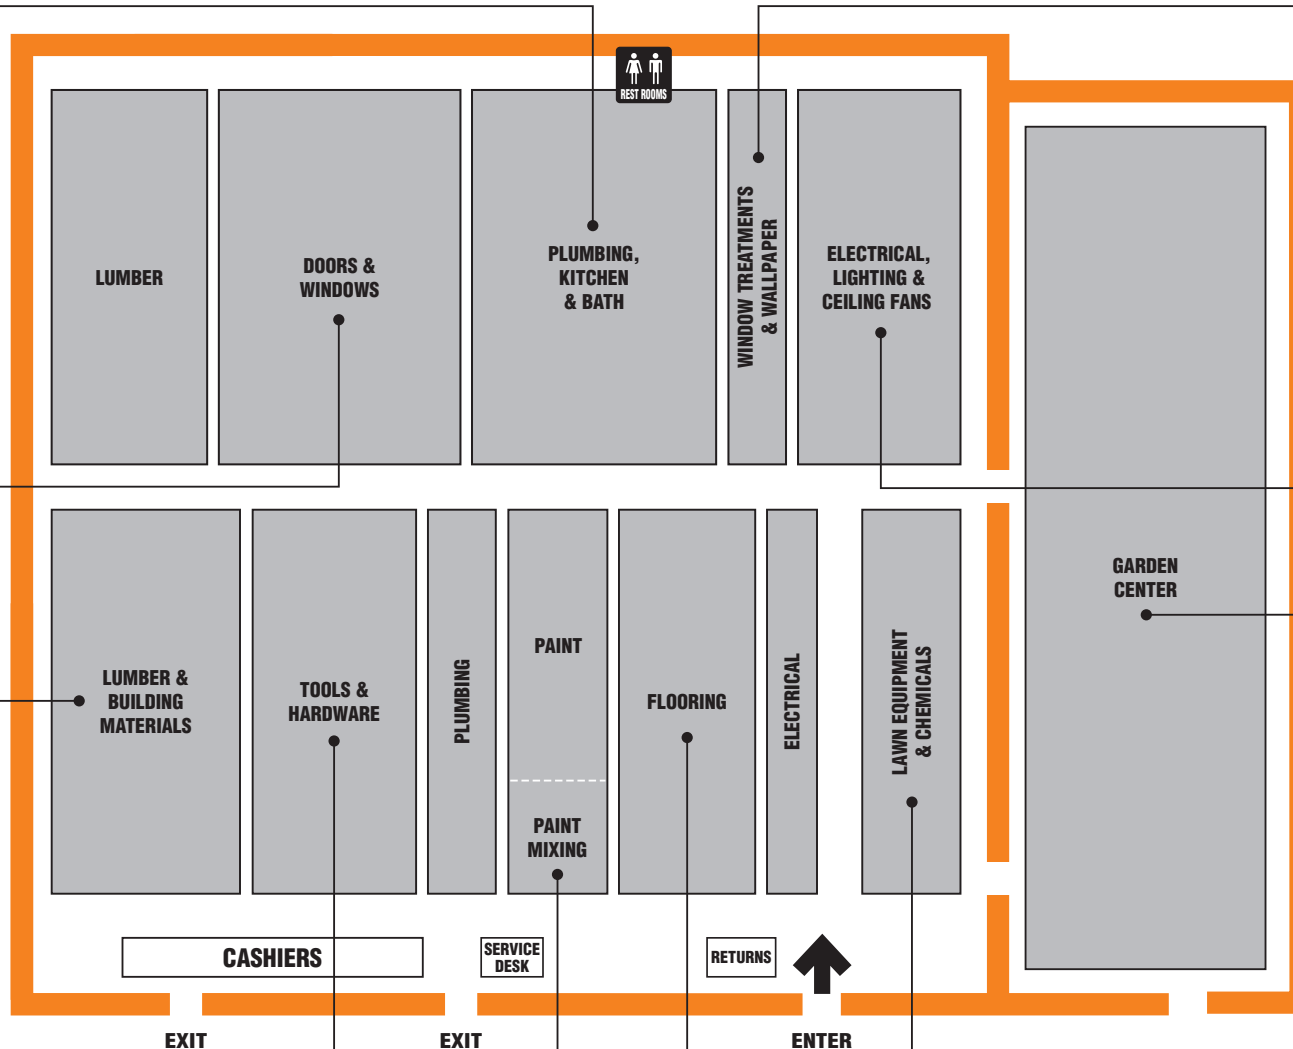 REST ROOMS
LUMBER
DOORS &
WINDOWS
PLUMBING,
KITCHEN
& BATH
WINDOW TREATMENTS
& WALLPAPER
ELECTRICAL,
LIGHTING &
CEILING FANS
GARDEN
CENTER
LUMBER &
BUILDING
MATERIALS
TOOLS &
HARDWARE
PLUMBING
PAINT
PAINT
MIXING
FLOORING
ELECTRICAL
LAWN EQUIPMENT
& CHEMICALS
CASHIERS
SERVICE
DESK
RETURNS
EXIT
EXIT
ENTER